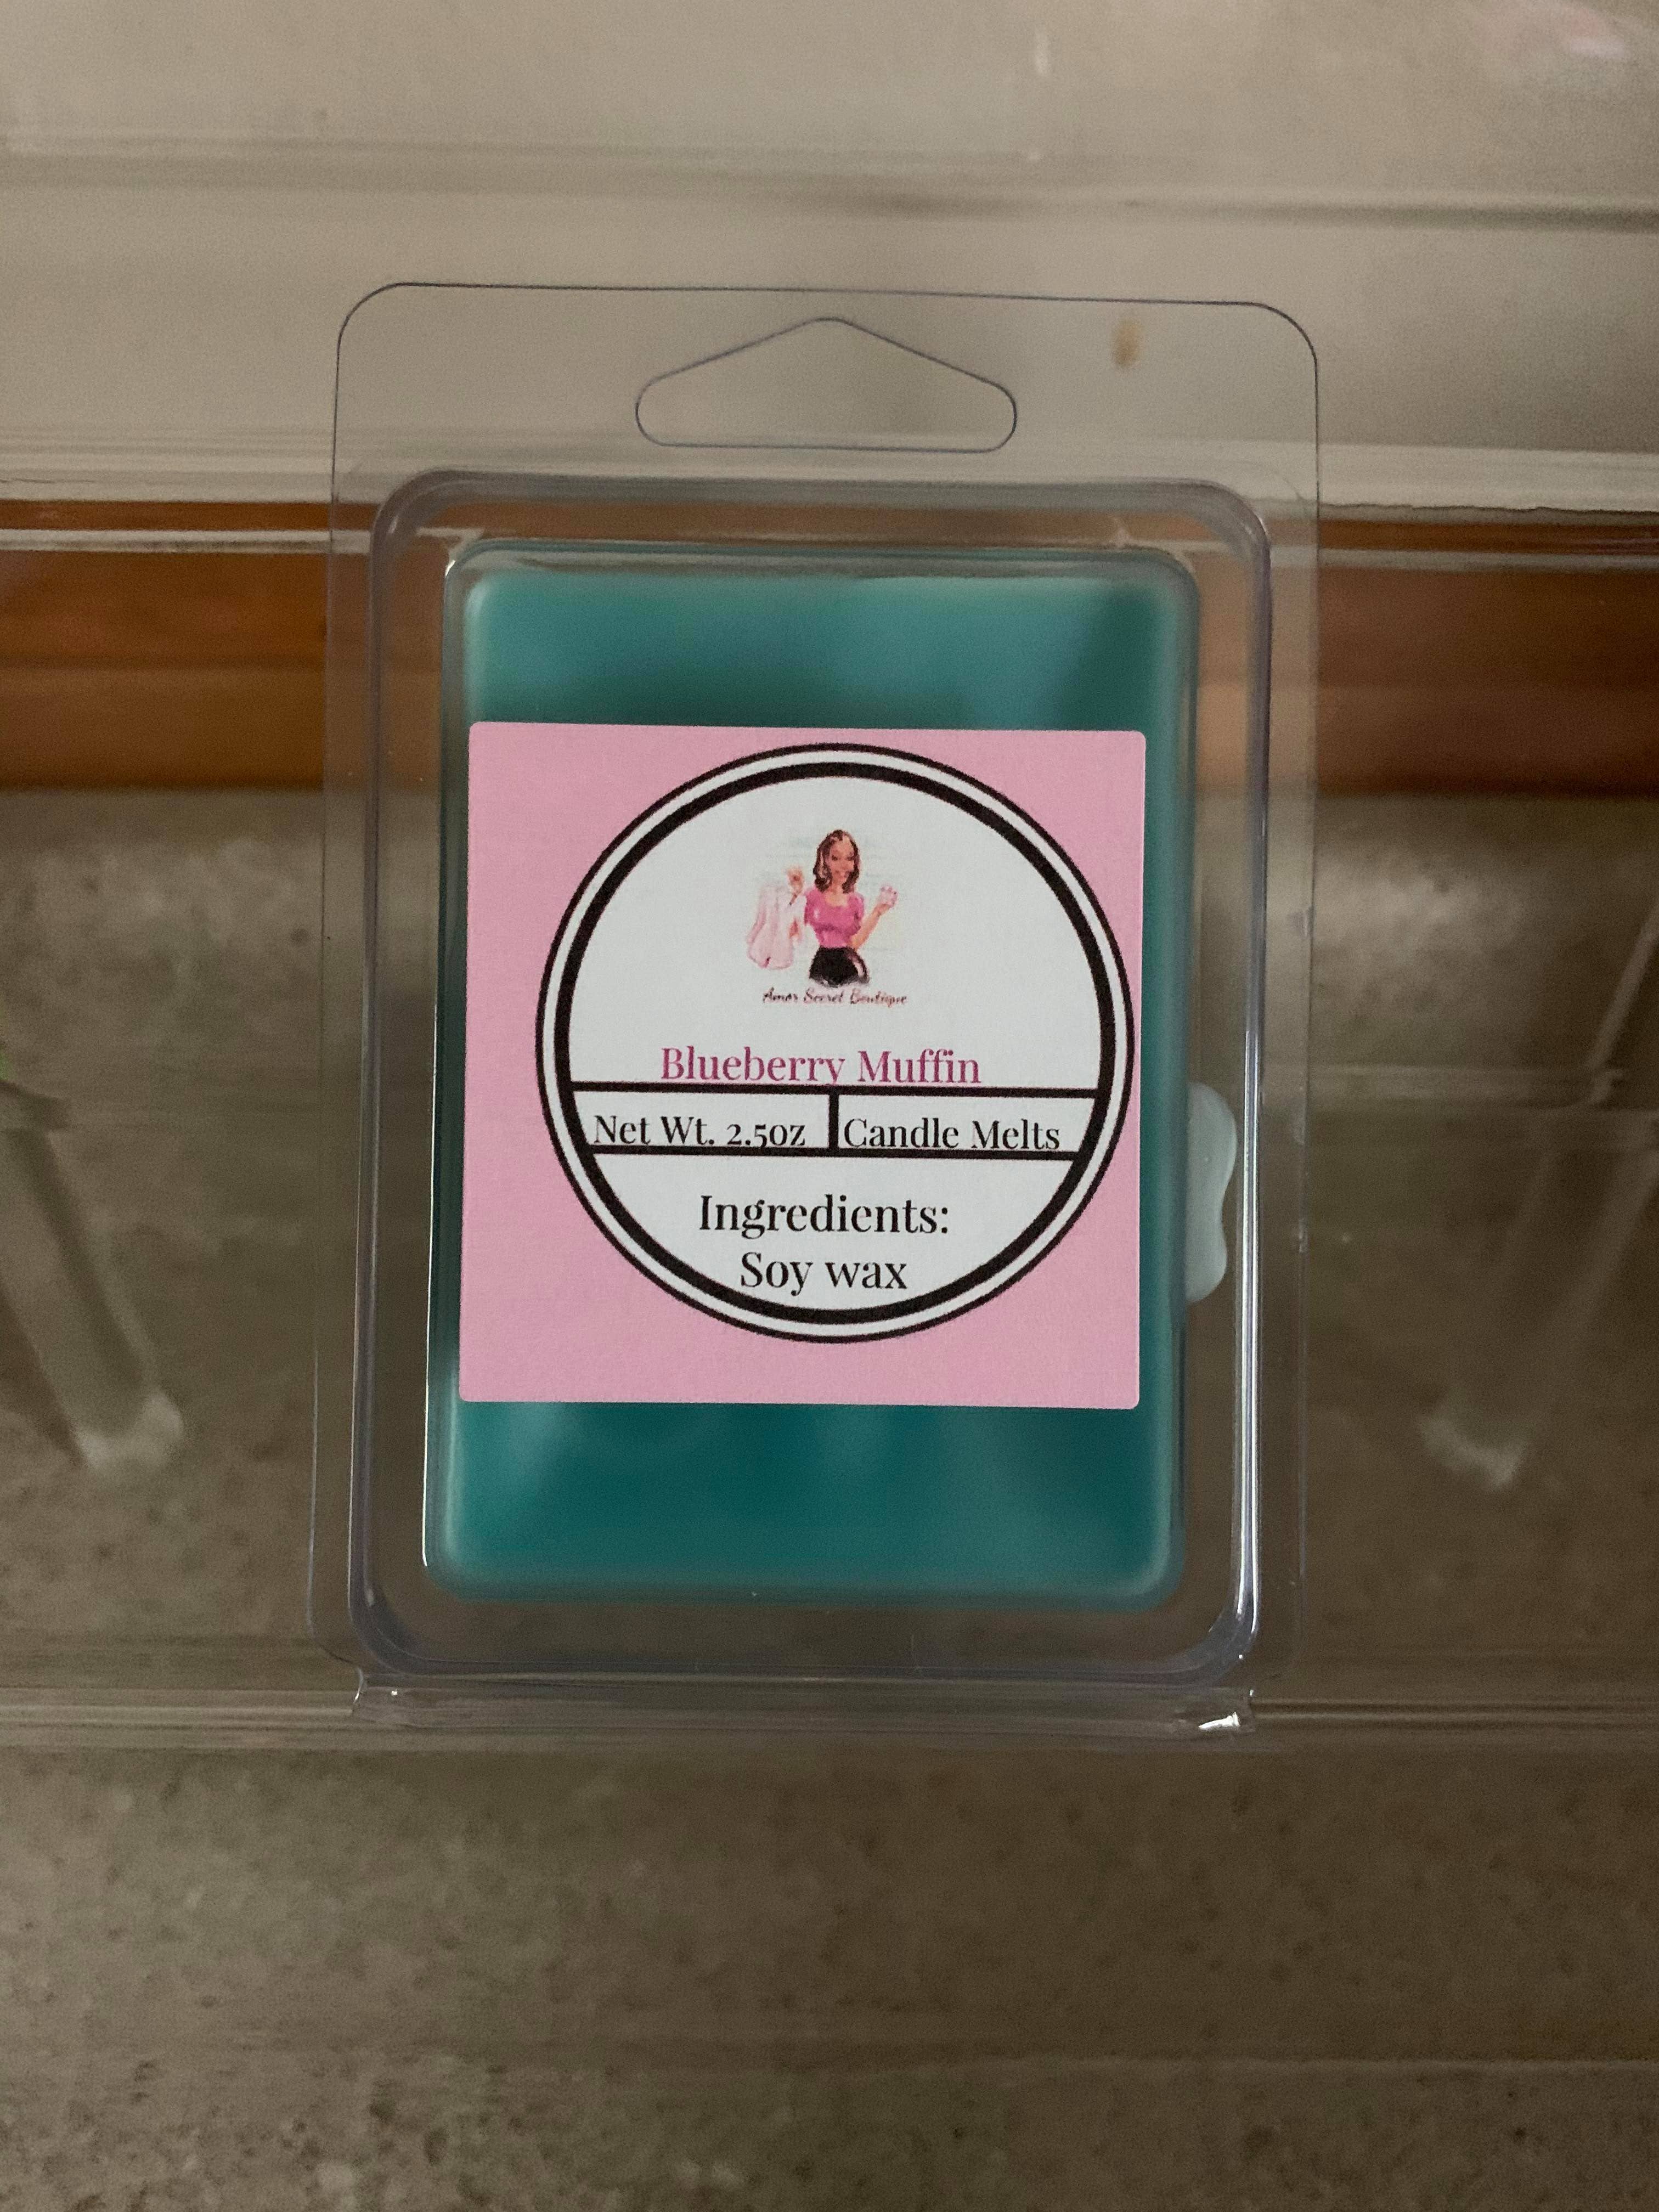 Amor Secret Boutique
Blueberry Muffin
Net Wt. 2.5oz
Candle Melts
Ingredients:
Soy wax